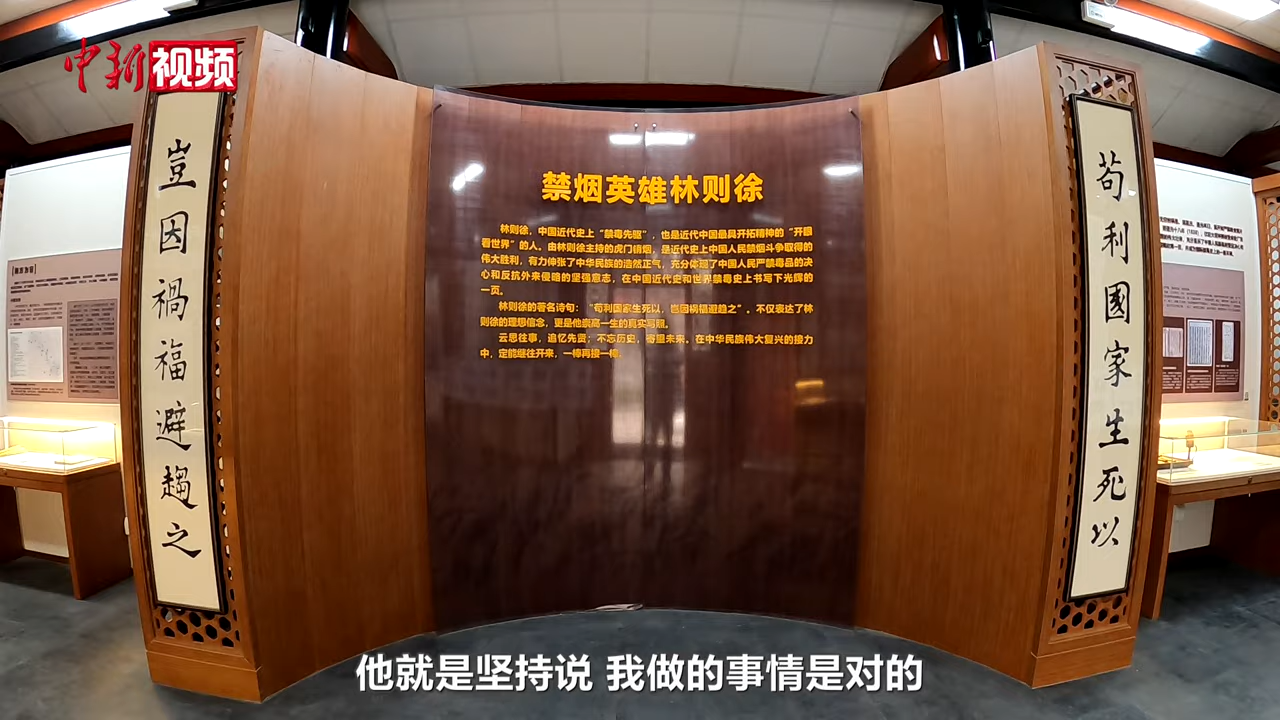 中新视频
苟利國家生死以
豈因禍福避趨之
禁烟英雄林则徐
林则徐,中国近代史上“禁毒先驱”,也是近代中国最具开拓精神的“开眼
看世界”的人。由林则徐主持的虎门销烟,是近代史上中国人民禁烟斗争取得的
伟大胜利,有力伸张了中华民族的浩然正气,充分体现了中国人民严禁毒品的决
心和反抗外来侵略的坚强意志,在中国近代史和世界禁毒史上书写下光辉的
一页。
林则徐的著名诗句:“苟利国家生死以,岂因祸福避趋之”。不仅表达了林
则徐的理想信念,更是他崇高一生的真实写照。
云思往事,追忆先贤;不忘历史,寄望未来。在中华民族伟大复兴的接力
中,定能继往开来,一棒再接一棒。
他就是坚持说 我做的事情是对的